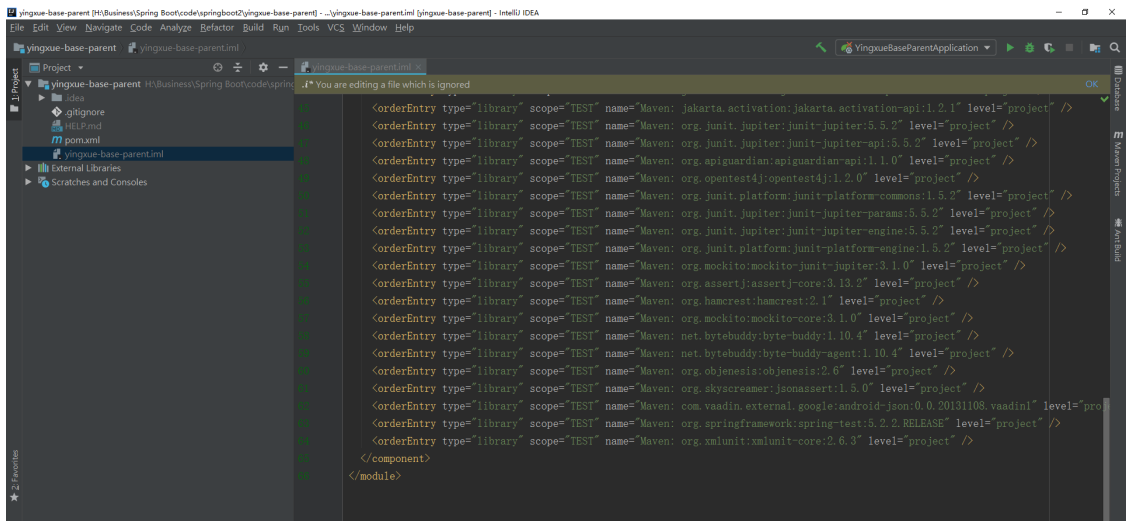 yingxue-base-parent [H:\Business\Spring Boot\code\springboot2\yingxue-base-parent] - ...\yingxue-base-parent.iml [yingxue-base-parent] - IntelliJ IDEA
File Edit View Navigate Code Analyze Refactor Build Run Tools VCS Window Help
yingxue-base-parent yingxue-base-parent.iml YingxueBaseParentApplication
Project yingxue-base-parent.iml
yingxue-base-parent H:\Business\Spring Boot\code\spring
.i* You are editing a file which is ignored OK
.idea
.gitignore
HELP.md
pom.xml
yingxue-base-parent.iml
External Libraries
Scratches and Consoles
<orderEntry type="library" scope="TEST" name="Maven: jakarta.activation:jakarta.activation-api:1.2.1" level="project" />
<orderEntry type="library" scope="TEST" name="Maven: org.junit.jupiter:junit-jupiter:5.5.2" level="project" />
<orderEntry type="library" scope="TEST" name="Maven: org.junit.jupiter:junit-jupiter-api:5.5.2" level="project" />
<orderEntry type="library" scope="TEST" name="Maven: org.apiguardian:apiguardian-api:1.1.0" level="project" />
<orderEntry type="library" scope="TEST" name="Maven: org.opentest4j:opentest4j:1.2.0" level="project" />
<orderEntry type="library" scope="TEST" name="Maven: org.junit.platform:junit-platform-commons:1.5.2" level="project" />
<orderEntry type="library" scope="TEST" name="Maven: org.junit.jupiter:junit-jupiter-params:5.5.2" level="project" />
<orderEntry type="library" scope="TEST" name="Maven: org.junit.jupiter:junit-jupiter-engine:5.5.2" level="project" />
<orderEntry type="library" scope="TEST" name="Maven: org.junit.platform:junit-platform-engine:1.5.2" level="project" />
<orderEntry type="library" scope="TEST" name="Maven: org.mockito:mockito-junit-jupiter:3.1.0" level="project" />
<orderEntry type="library" scope="TEST" name="Maven: org.assertj:assertj-core:3.13.2" level="project" />
<orderEntry type="library" scope="TEST" name="Maven: org.hamcrest:hamcrest:2.1" level="project" />
<orderEntry type="library" scope="TEST" name="Maven: org.mockito:mockito-core:3.1.0" level="project" />
<orderEntry type="library" scope="TEST" name="Maven: net.bytebuddy:byte-buddy:1.10.4" level="project" />
<orderEntry type="library" scope="TEST" name="Maven: net.bytebuddy:byte-buddy-agent:1.10.4" level="project" />
<orderEntry type="library" scope="TEST" name="Maven: org.objenesis:objenesis:2.6" level="project" />
<orderEntry type="library" scope="TEST" name="Maven: org.skyscreamer:jsonassert:1.5.0" level="project" />
<orderEntry type="library" scope="TEST" name="Maven: com.vaadin.external.google:android-json:0.0.20131108.vaadin1" level="pro
<orderEntry type="library" scope="TEST" name="Maven: org.springframework:spring-test:5.2.2.RELEASE" level="project" />
<orderEntry type="library" scope="TEST" name="Maven: org.xmlunit:xmlunit-core:2.6.3" level="project" />
</component>
</module>
1: Project
2: Favorites
Database
Maven Projects
Ant Build